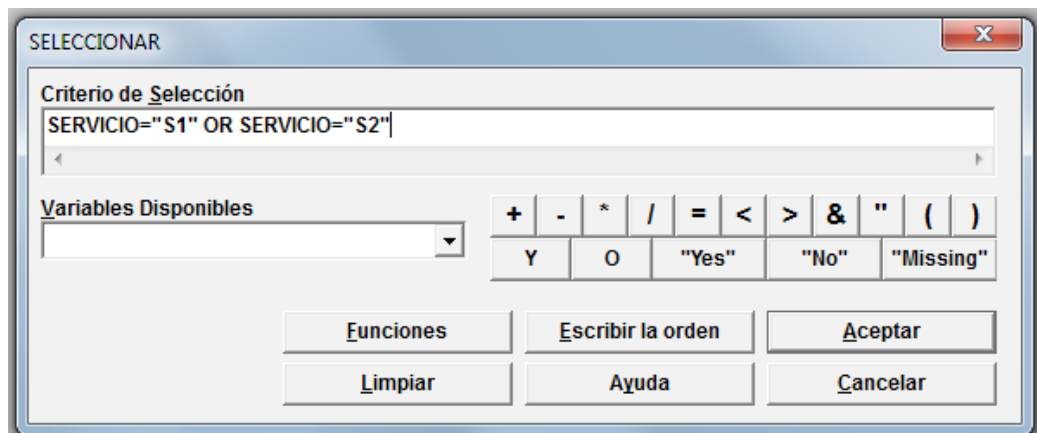 SELECCIONAR
X
Criterio de Selección
SERVICIO="S1" OR SERVICIO="S2"
Variables Disponibles
+ - * / = < > & " ( )
Y O "Yes" "No" "Missing"
Funciones Escribir la orden Aceptar
Limpiar Ayuda Cancelar